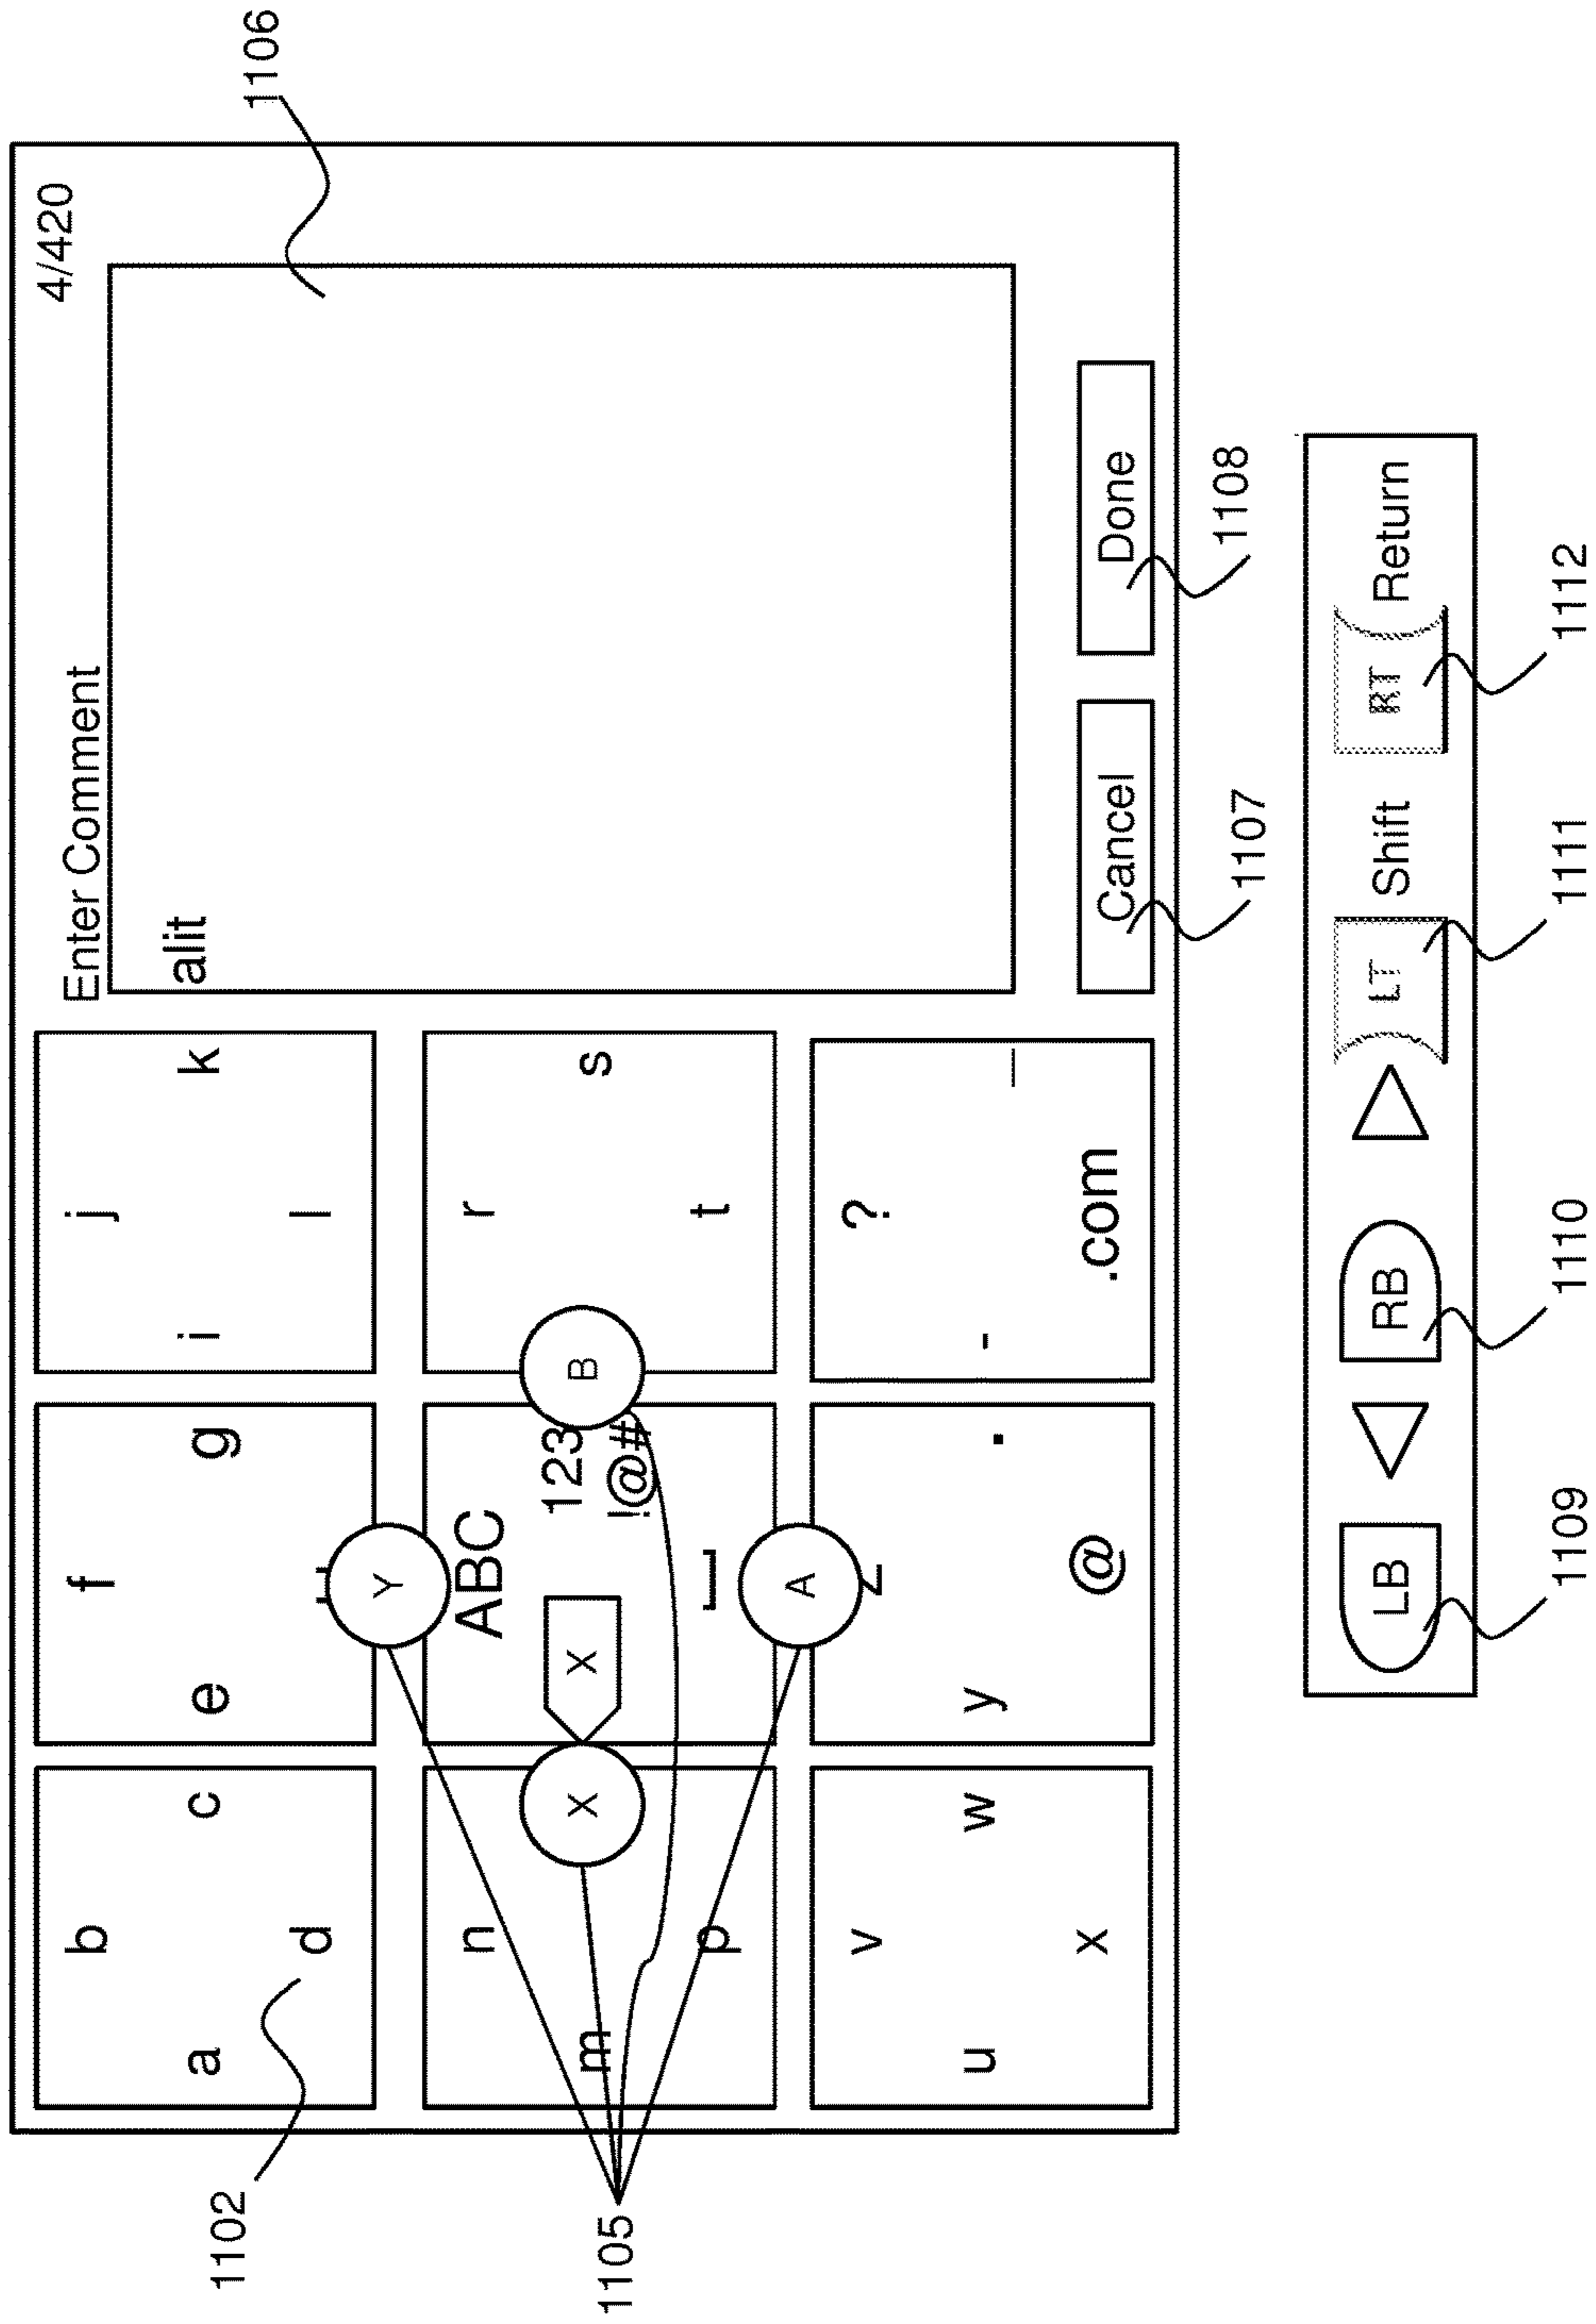 1106
4/420
Enter Comment
b f j
a c e g i k
d l
alit
1102
Y
n ABC r
m X X 123 B s
!@#
p t
A
v ?
u w y . - _
x @ .com
1105
Cancel Done
1107 1108
LB RB LT Shift RT Return
1109 1110 1111 1112